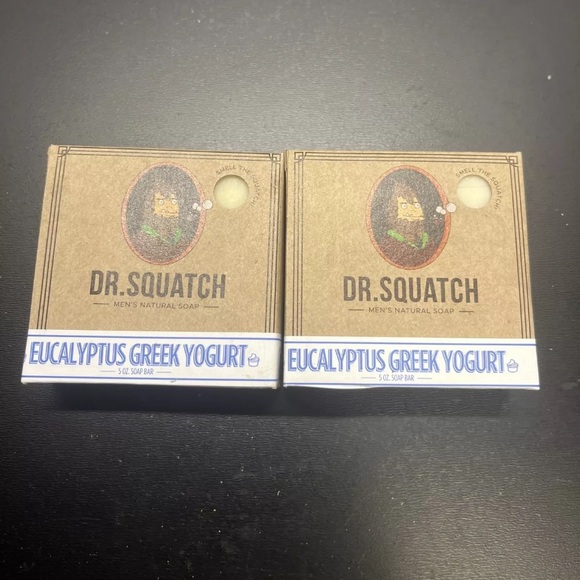 SMELL THE SQUATCH
DR.SQUATCH
MEN'S NATURAL SOAP
EUCALYPTUS GREEK YOGURT
5 OZ. SOAP BAR
SMELL THE SQUATCH
DR.SQUATCH
MEN'S NATURAL SOAP
EUCALYPTUS GREEK YOGURT
5 OZ. SOAP BAR